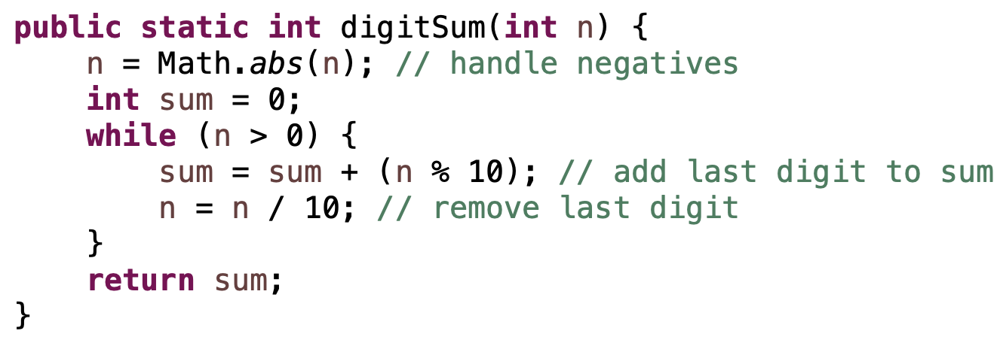 public static int digitSum(int n) {
    n = Math.abs(n); // handle negatives
    int sum = 0;
    while (n > 0) {
        sum = sum + (n % 10); // add last digit to sum
        n = n / 10; // remove last digit
    }
    return sum;
}